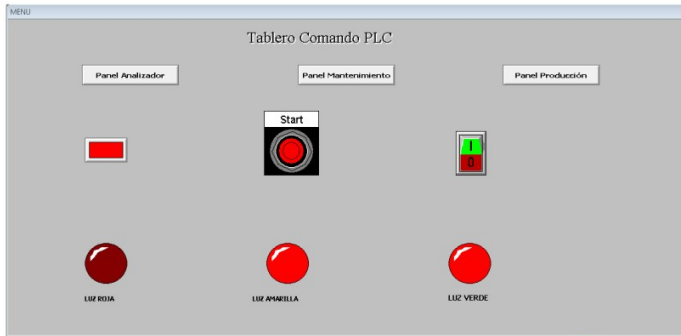 MENU
Tablero Comando PLC
Panel Analizador
Panel Mantenimiento
Panel Producción
Start
I
0
LUZ ROJA
LUZ AMARILLA
LUZ VERDE